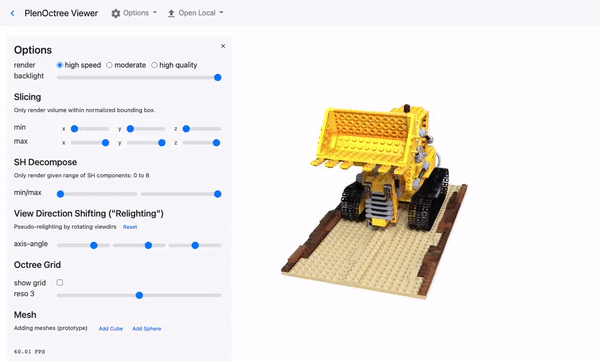 PlenOctree Viewer
Options
Open Local
Options
render high speed moderate high quality
backlight
Slicing
Only render volume within normalized bounding box.
min x y z
max x y z
SH Decompose
Only render given range of SH components: 0 to 8
min/max
View Direction Shifting ("Relighting")
Pseudo-relighting by rotating viewdirs Reset
axis-angle
Octree Grid
show grid
reso 3
Mesh
Adding meshes (prototype) Add Cube Add Sphere
60.01 FPS